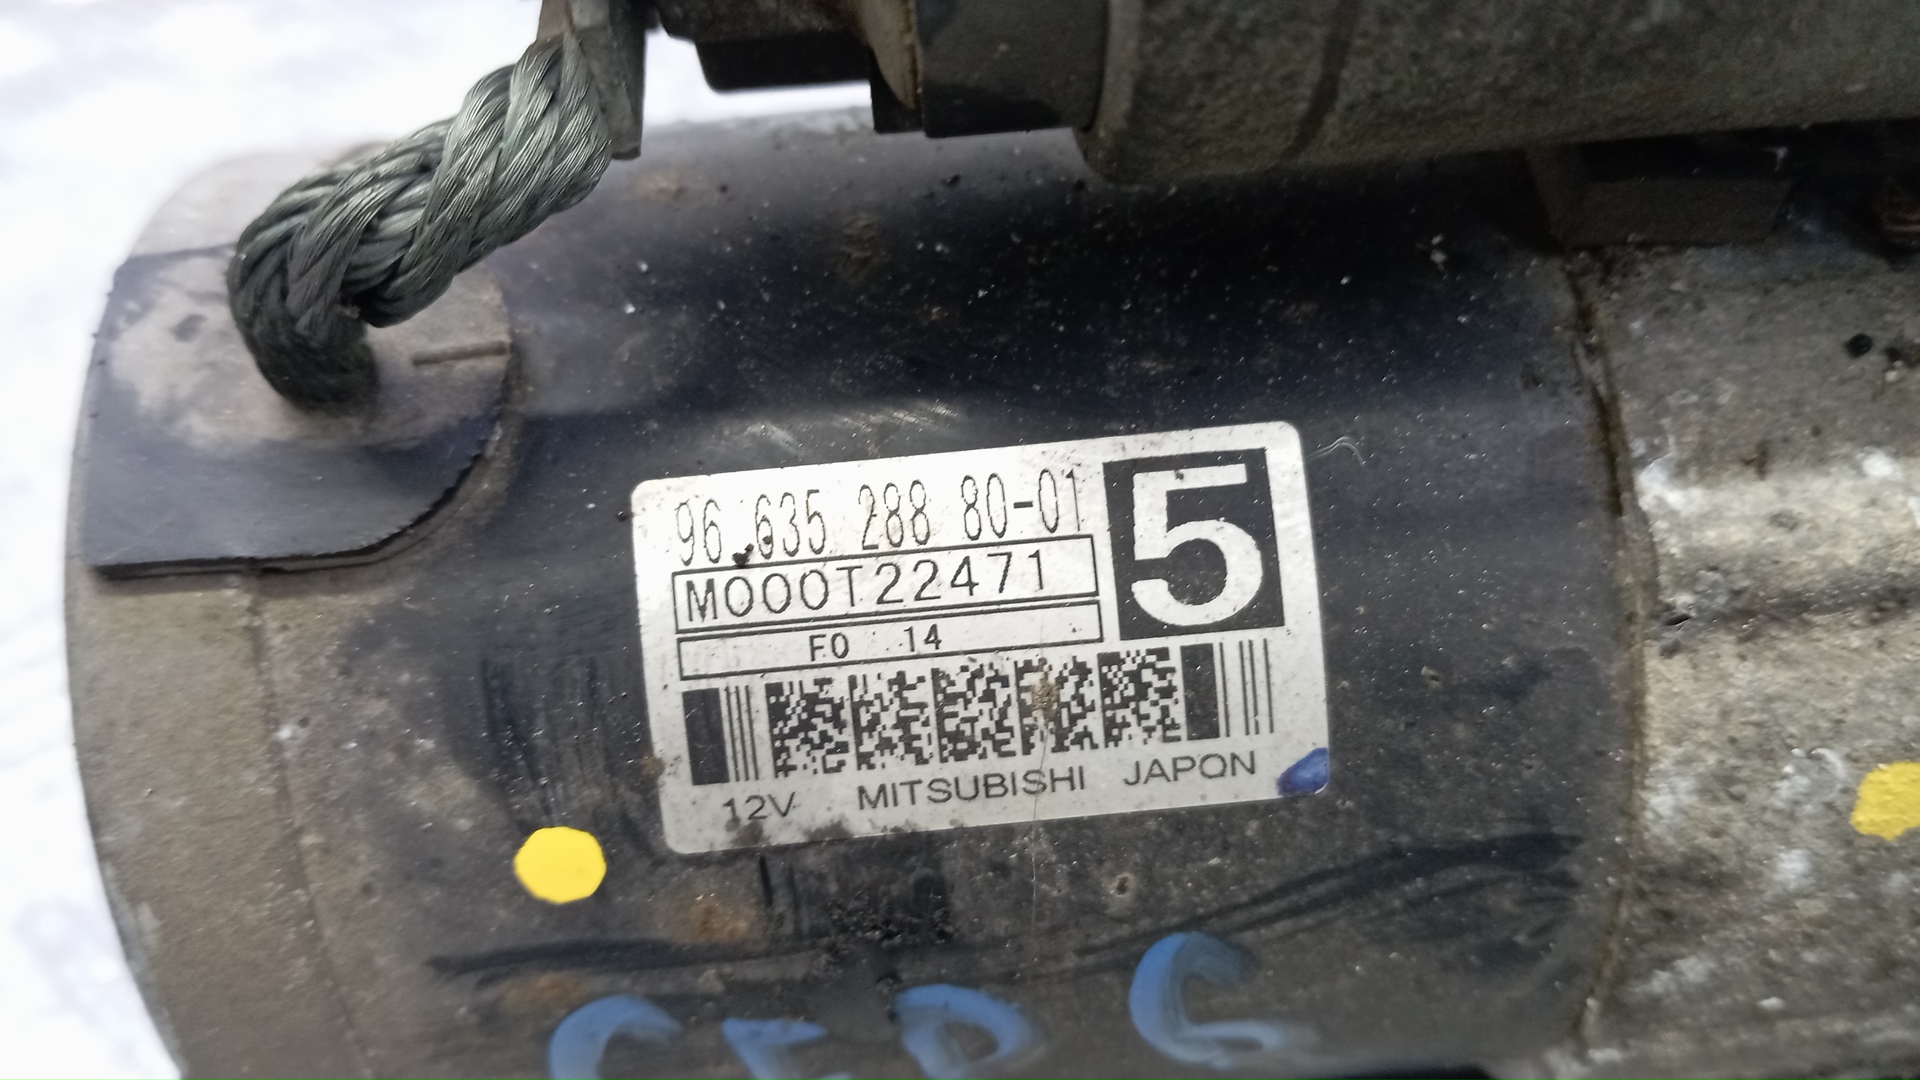 96 635 288 80-01
5
M000T22471
F0 14
12V MITSUBISHI JAPON